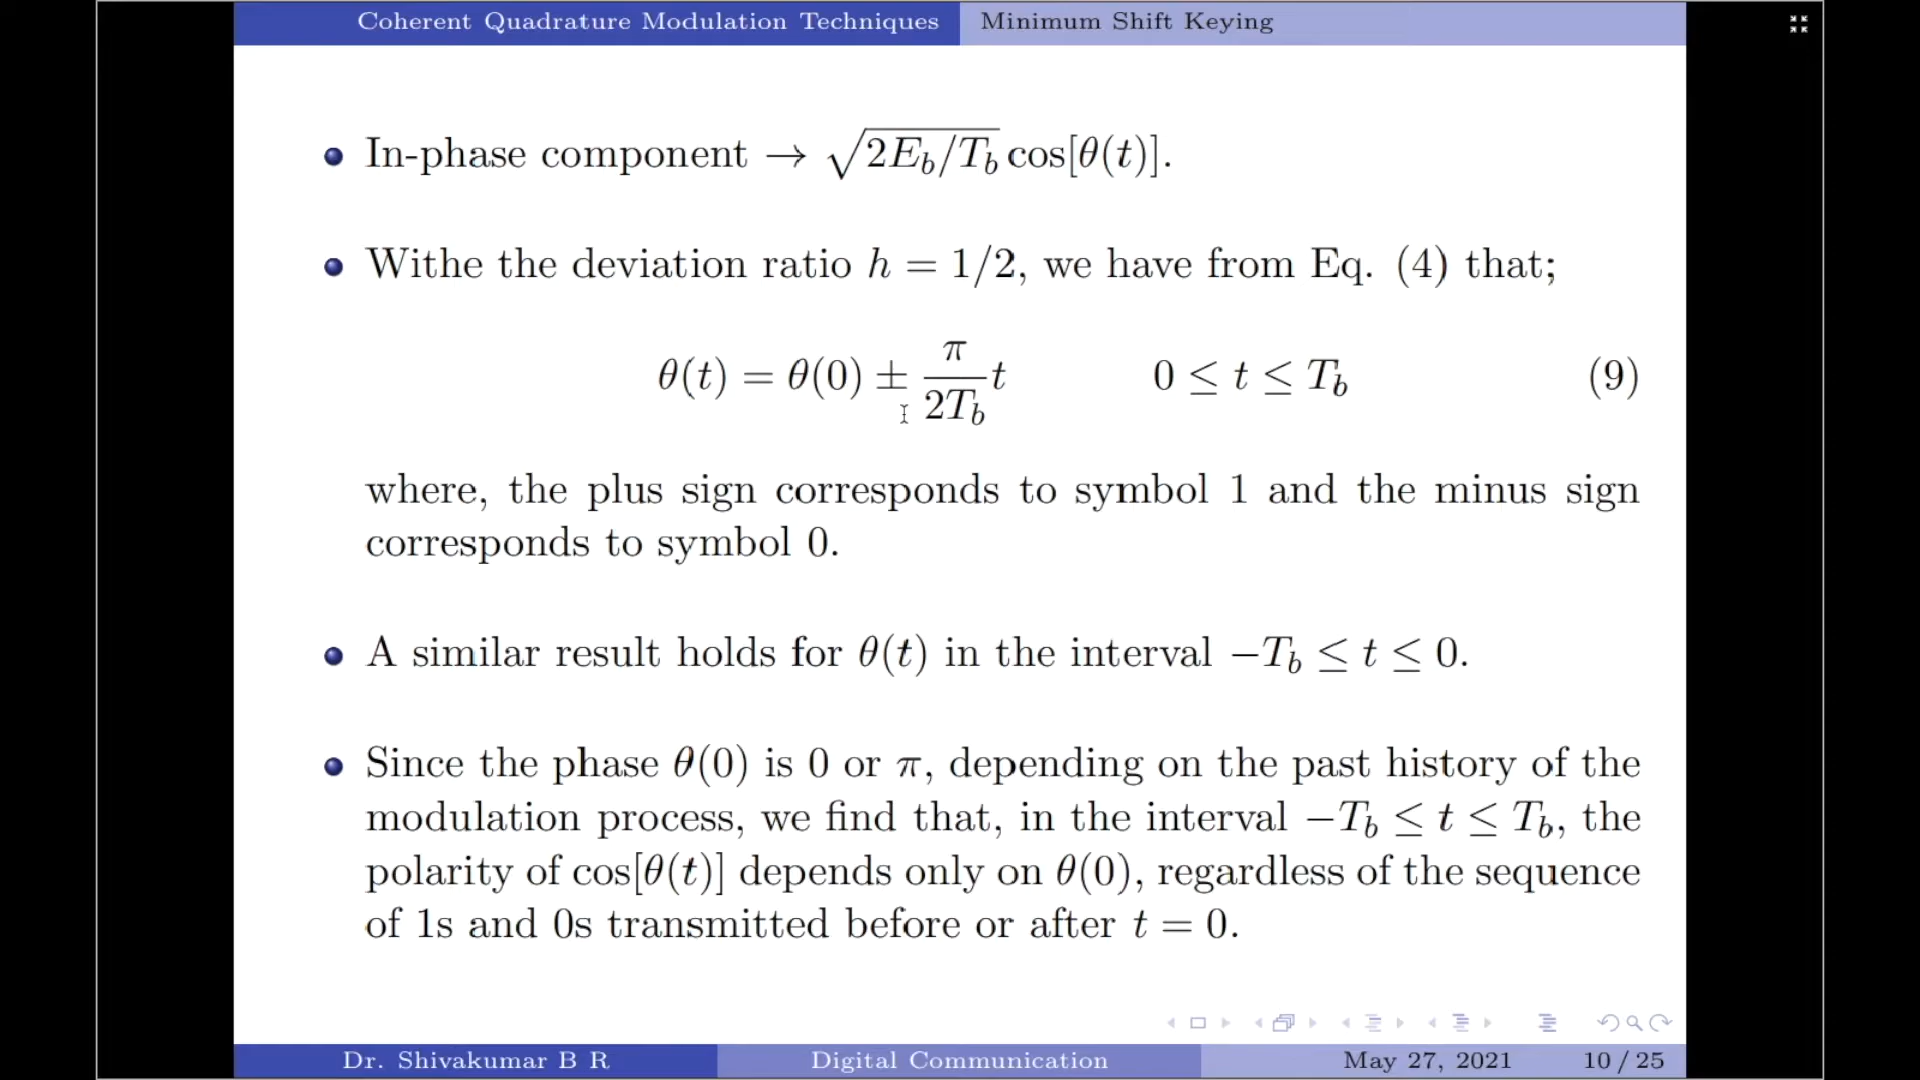 Coherent Quadrature Modulation Techniques Minimum Shift Keying
In-phase component → √2E_b/T_b cos[θ(t)].
Withe the deviation ratio h = 1/2, we have from Eq. (4) that;
θ(t) = θ(0) ± π/2T_b t 0 ≤ t ≤ T_b (9)
where, the plus sign corresponds to symbol 1 and the minus sign
corresponds to symbol 0.
A similar result holds for θ(t) in the interval −T_b ≤ t ≤ 0.
Since the phase θ(0) is 0 or π, depending on the past history of the
modulation process, we find that, in the interval −T_b ≤ t ≤ T_b, the
polarity of cos[θ(t)] depends only on θ(0), regardless of the sequence
of 1s and 0s transmitted before or after t = 0.
Dr. Shivakumar B R Digital Communication May 27, 2021 10 / 25